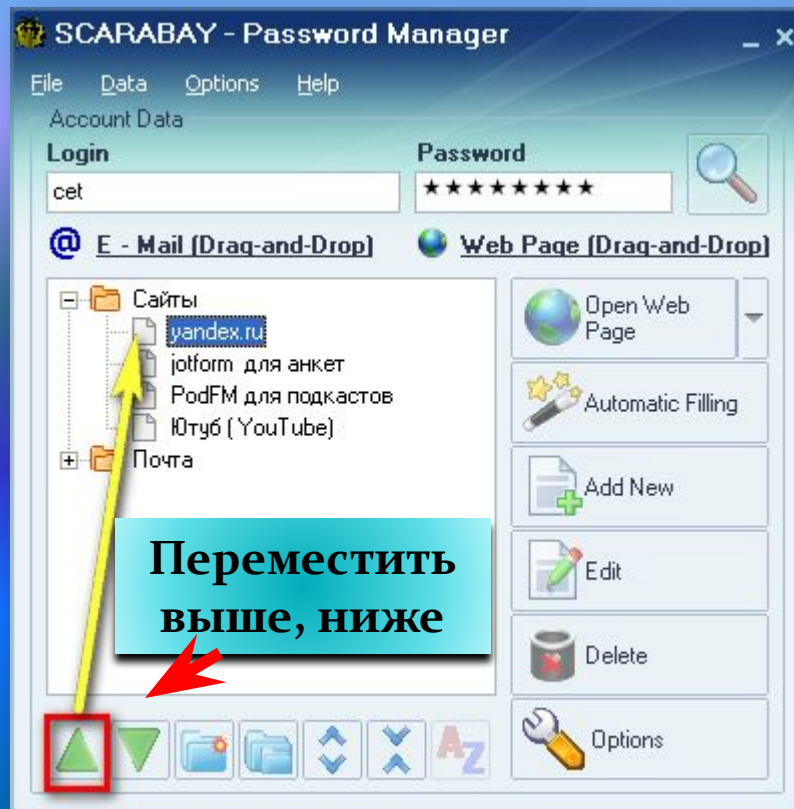 SCARABAY - Password Manager
File Data Options Help
Account Data
Login Password
cet ★★★★★★★★
@ E - Mail (Drag-and-Drop) Web Page (Drag-and-Drop)
Сайты
yandex.ru
jotform для анкет
PodFM для подкастов
Ютуб ( YouTube)
Почта
Open Web
Page
Automatic Filling
Add New
Edit
Delete
Options
Переместить
выше, ниже
AZ